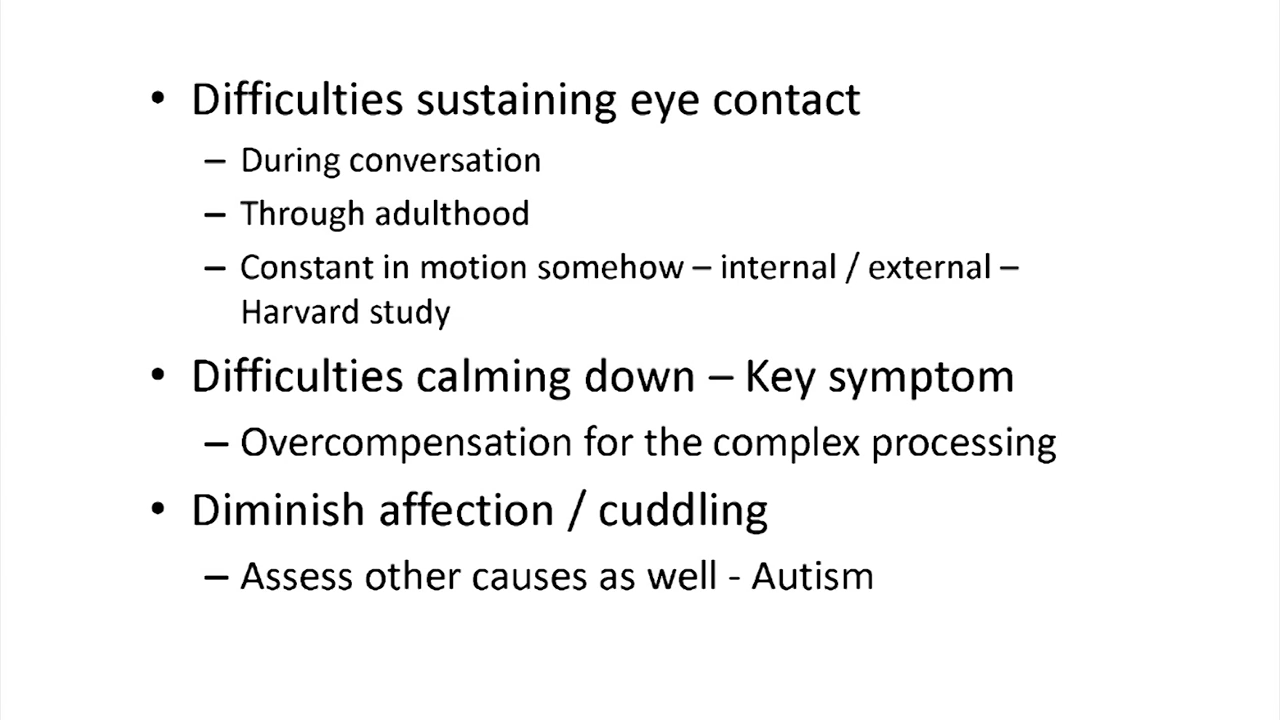 • Difficulties sustaining eye contact
– During conversation
– Through adulthood
– Constant in motion somehow – internal / external –
Harvard study
• Difficulties calming down – Key symptom
– Overcompensation for the complex processing
• Diminish affection / cuddling
– Assess other causes as well - Autism